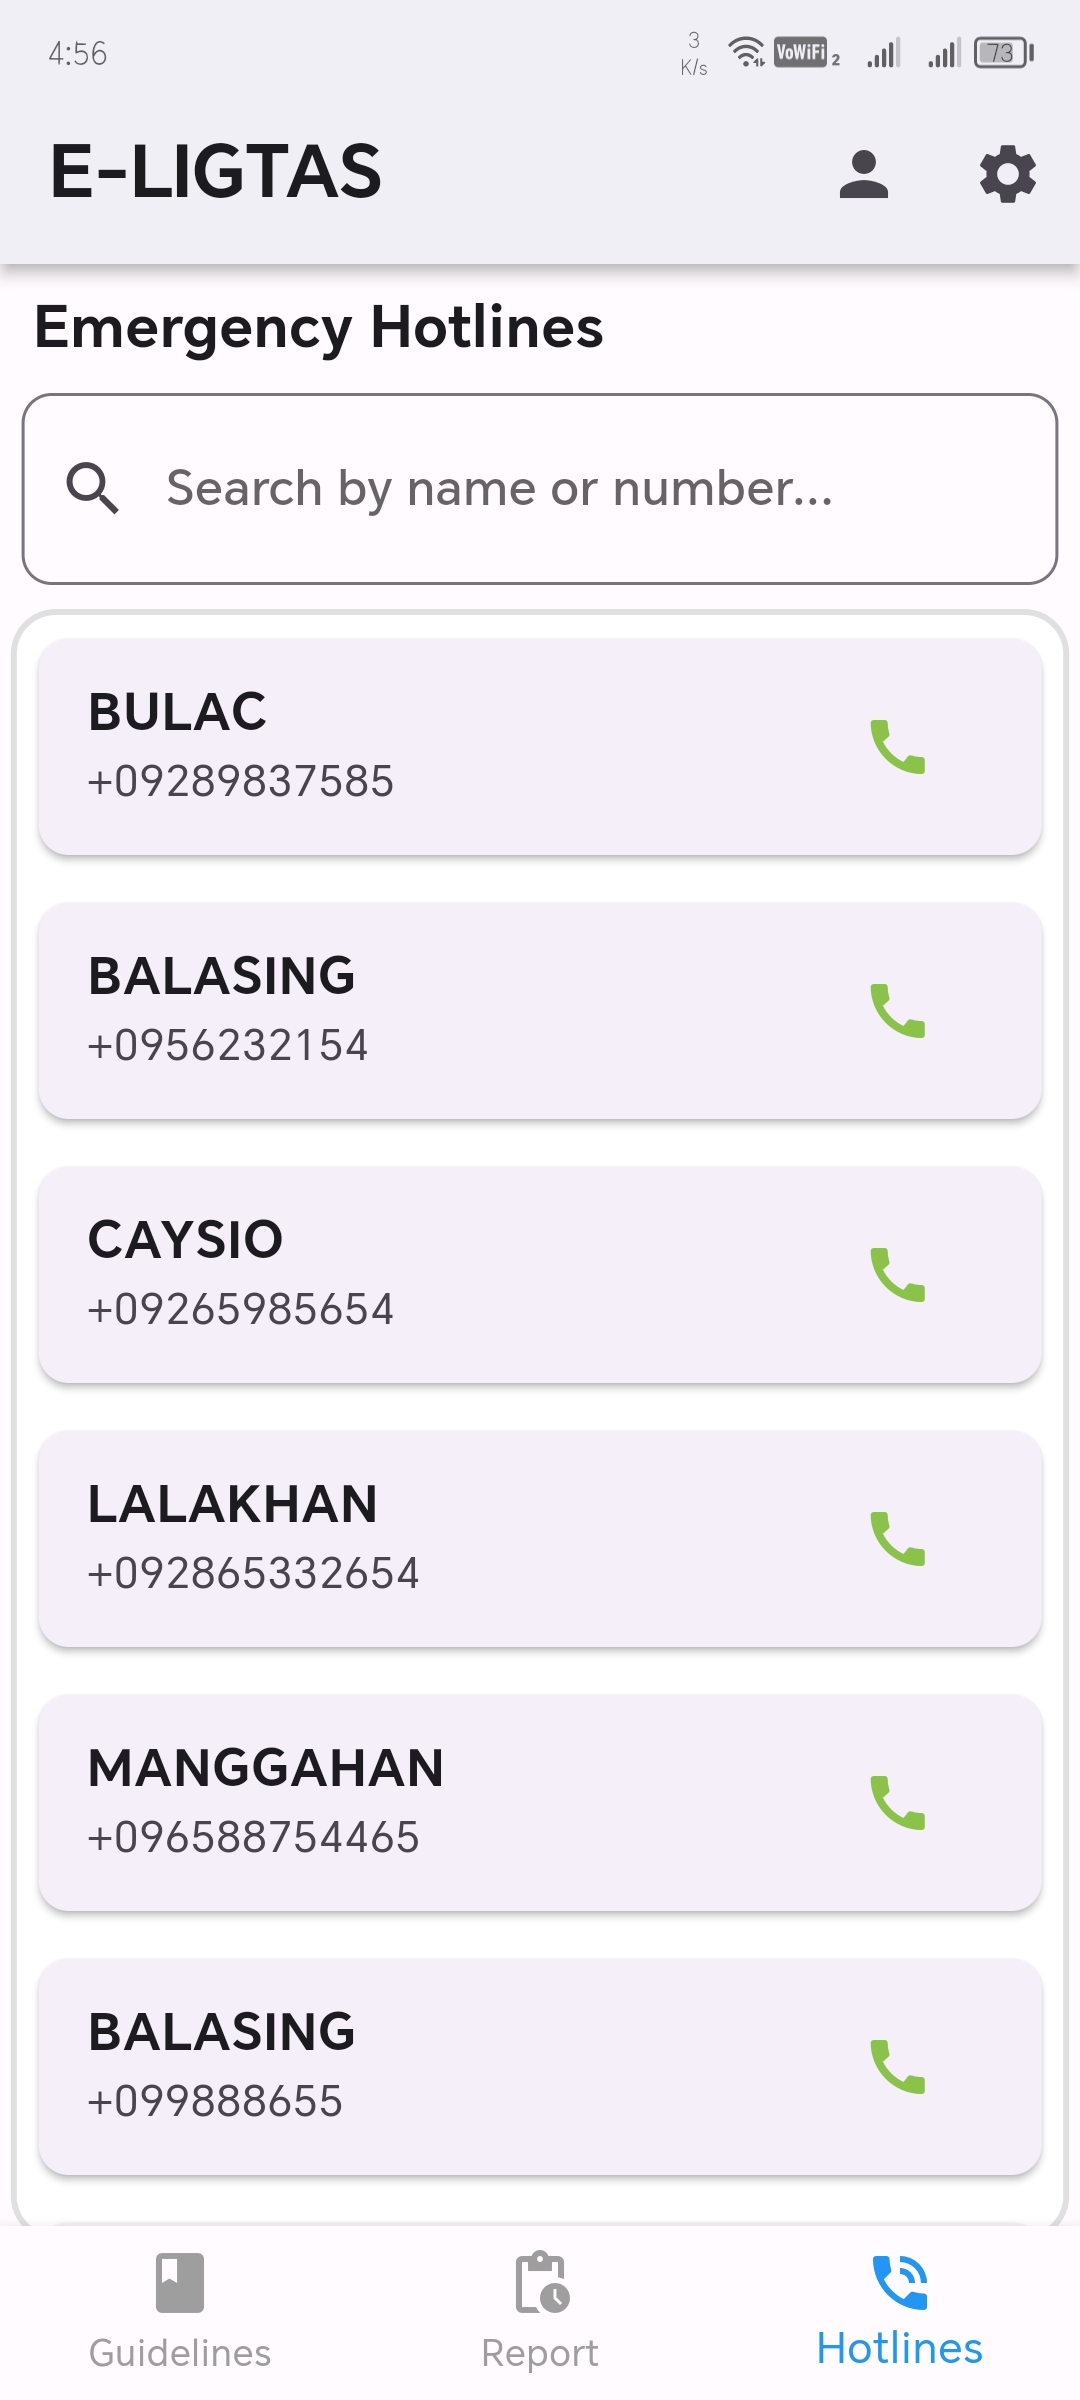 4:56
3
K/s
VoWiFi 2
73
E-LIGTAS
Emergency Hotlines
Search by name or number...
BULAC
+09289837585
BALASING
+0956232154
CAYSIO
+09265985654
LALAKHAN
+092865332654
MANGGAHAN
+096588754465
BALASING
+099888655
Guidelines
Report
Hotlines